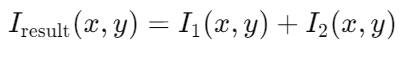 I_result(x, y) = I_1(x, y) + I_2(x, y)